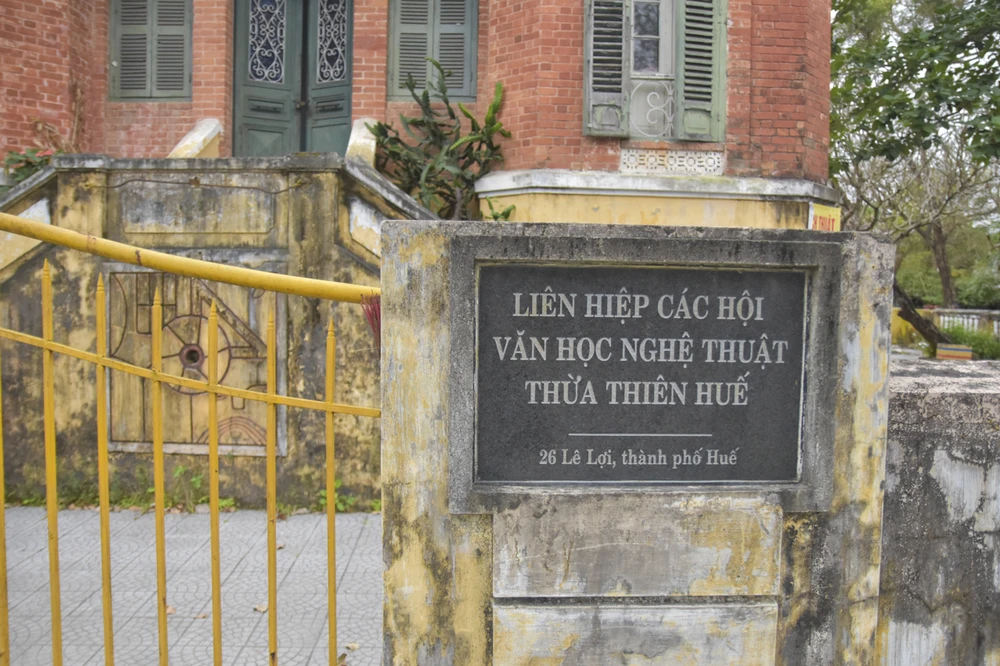 LIÊN HIỆP CÁC HỘI
VĂN HỌC NGHỆ THUẬT
THỪA THIÊN HUẾ
26 Lê Lợi, thành phố Huế